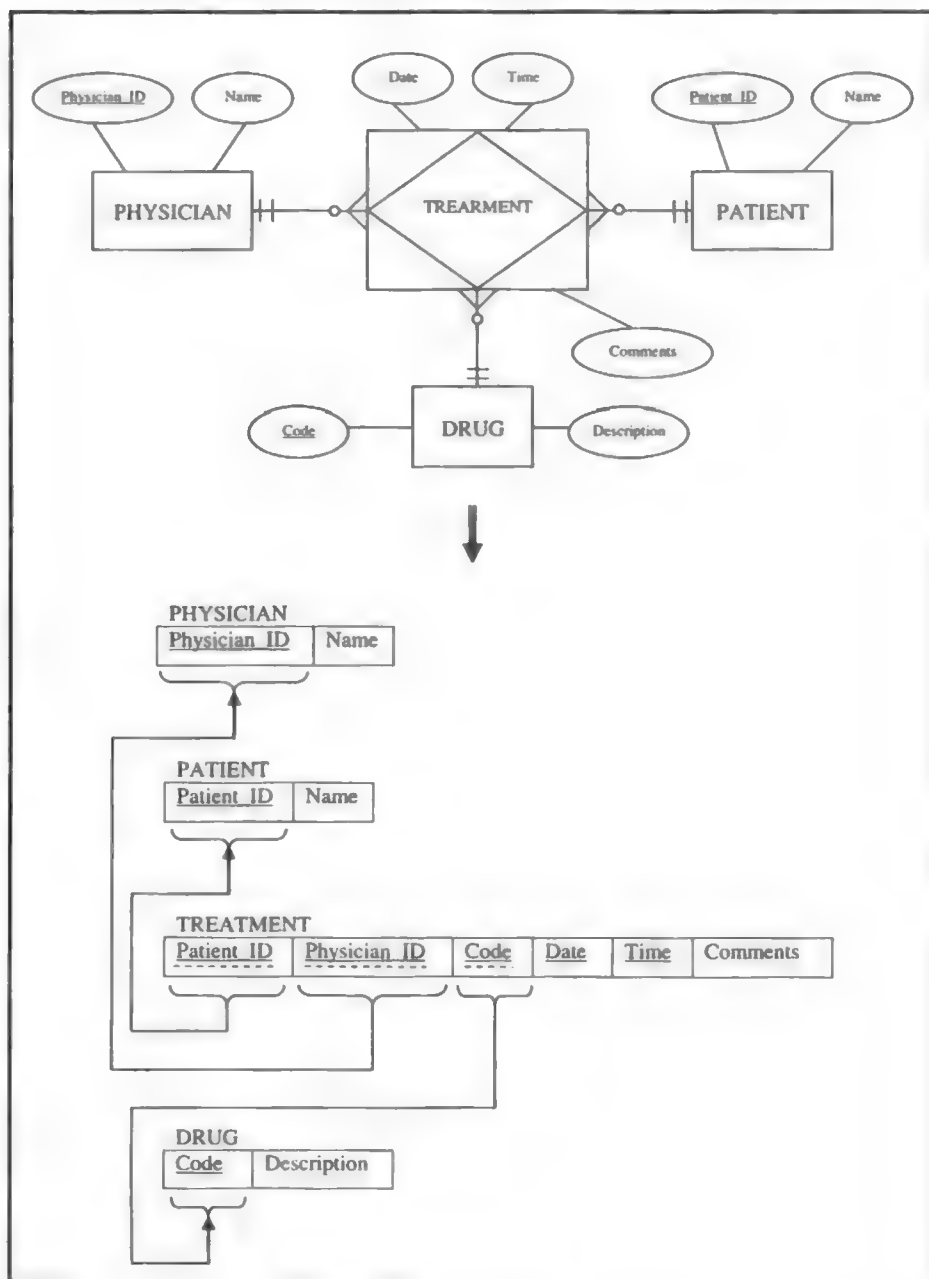 Date Time
Physician_ID Name Patient_ID Name
PHYSICIAN TREARMENT PATIENT
Comments
Code DRUG Description
PHYSICIAN
Physician_ID Name
PATIENT
Patient_ID Name
TREATMENT
Patient_ID Physician_ID Code Date Time Comments
DRUG
Code Description